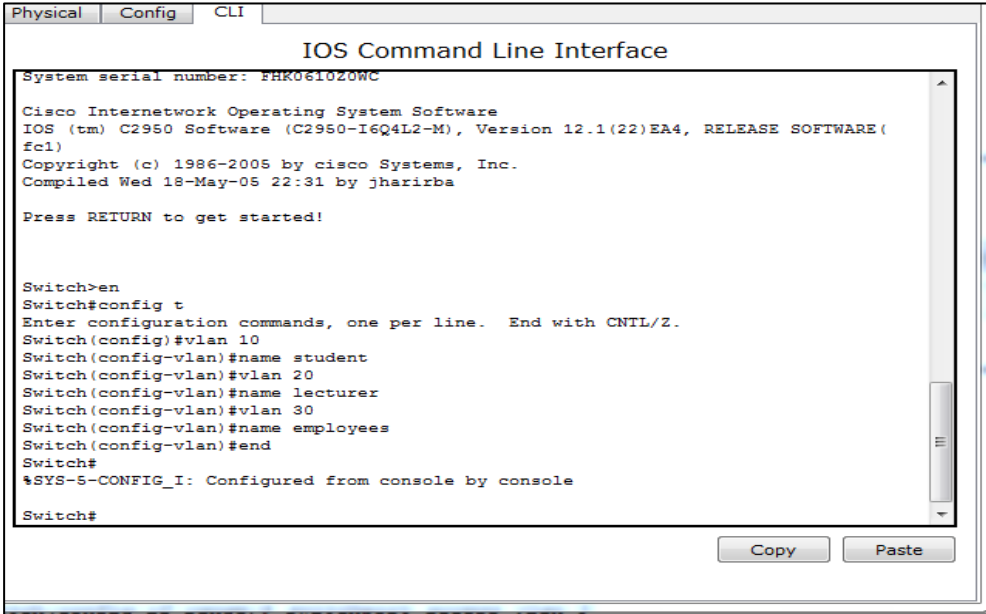 Physical Config CLI
IOS Command Line Interface
System serial number: FHK0610Z0WC
Cisco Internetwork Operating System Software
IOS (tm) C2950 Software (C2950-I6Q4L2-M), Version 12.1(22)EA4, RELEASE SOFTWARE(
fc1)
Copyright (c) 1986-2005 by cisco Systems, Inc.
Compiled Wed 18-May-05 22:31 by jharirba
Press RETURN to get started!
Switch>en
Switch#config t
Enter configuration commands, one per line.  End with CNTL/Z.
Switch(config)#vlan 10
Switch(config-vlan)#name student
Switch(config-vlan)#vlan 20
Switch(config-vlan)#name lecturer
Switch(config-vlan)#vlan 30
Switch(config-vlan)#name employees
Switch(config-vlan)#end
Switch#
%SYS-5-CONFIG_I: Configured from console by console
Switch#
Copy Paste